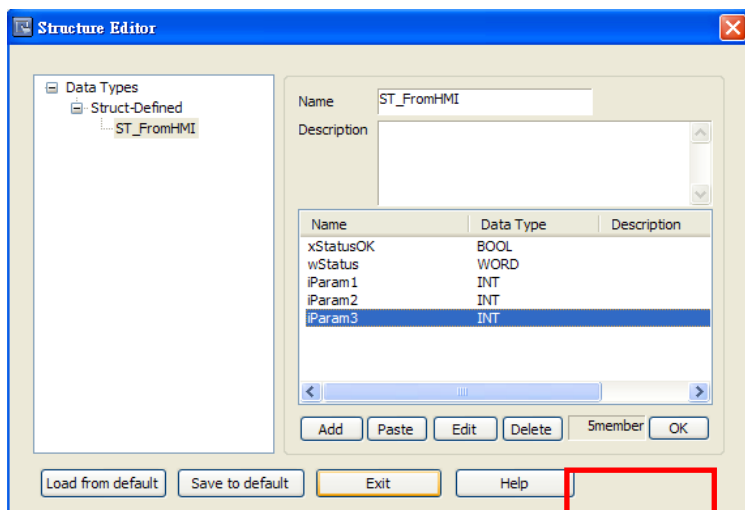 Structure Editor
Data Types
Struct-Defined
ST_FromHMI
Name ST_FromHMI
Description
Name Data Type Description
xStatusOK BOOL
wStatus WORD
iParam1 INT
iParam2 INT
iParam3 INT
Add Paste Edit Delete 5member OK
Load from default Save to default Exit Help